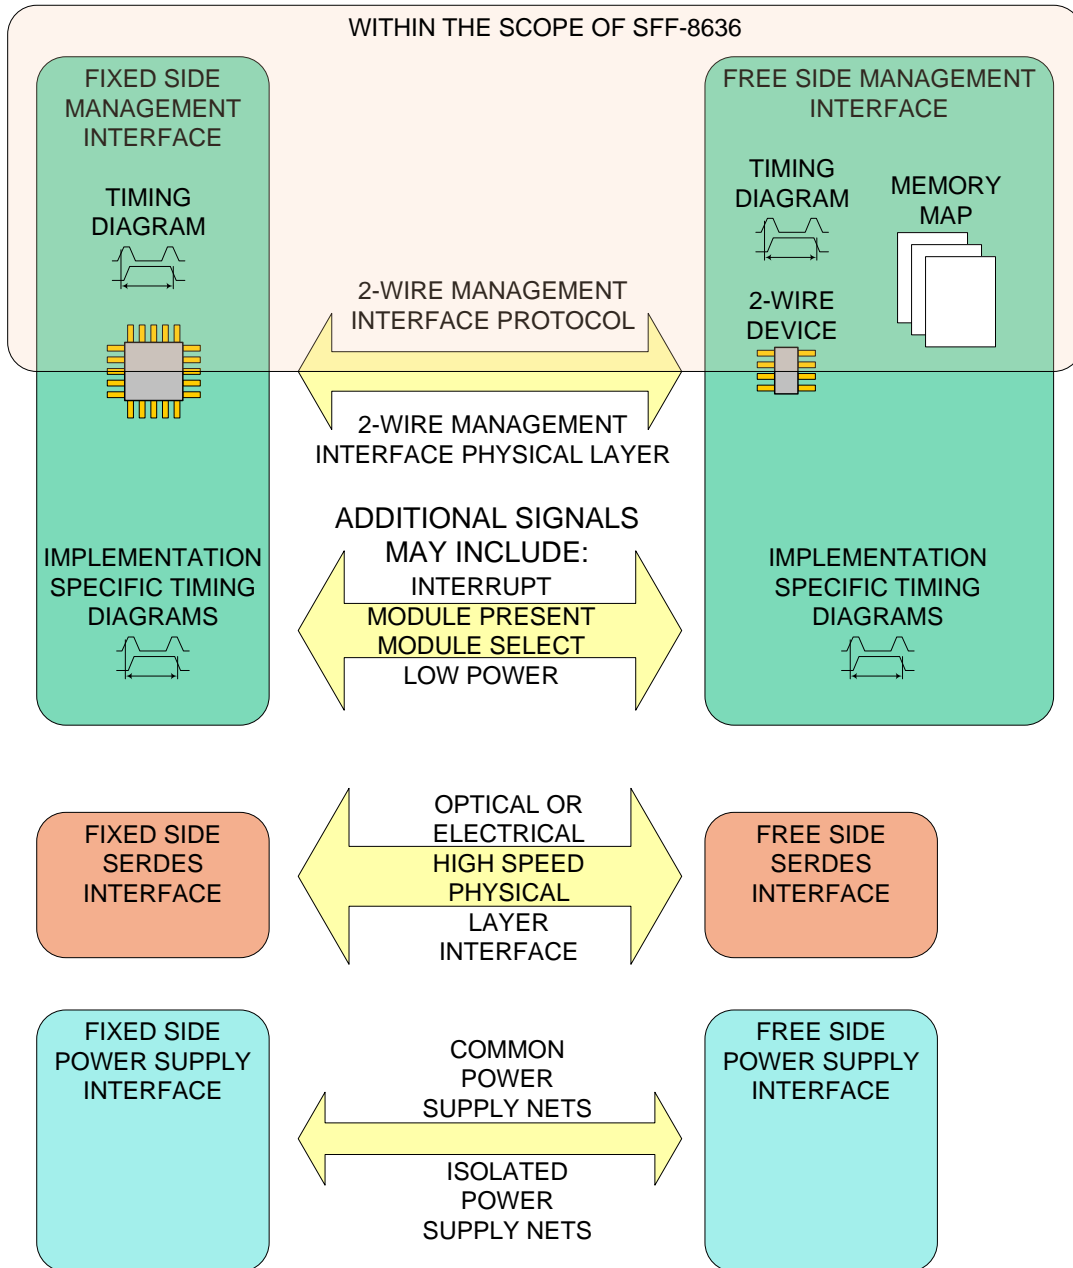 WITHIN THE SCOPE OF SFF-8636
FIXED SIDE
MANAGEMENT
INTERFACE
TIMING
DIAGRAM
FREE SIDE MANAGEMENT
INTERFACE
TIMING
DIAGRAM
MEMORY
MAP
2-WIRE
DEVICE
2-WIRE MANAGEMENT
INTERFACE PROTOCOL
2-WIRE MANAGEMENT
INTERFACE PHYSICAL LAYER
IMPLEMENTATION
SPECIFIC TIMING
DIAGRAMS
ADDITIONAL SIGNALS
MAY INCLUDE:
INTERRUPT
MODULE PRESENT
MODULE SELECT
LOW POWER
IMPLEMENTATION
SPECIFIC TIMING
DIAGRAMS
FIXED SIDE
SERDES
INTERFACE
OPTICAL OR
ELECTRICAL
HIGH SPEED
PHYSICAL
LAYER
INTERFACE
FREE SIDE
SERDES
INTERFACE
FIXED SIDE
POWER SUPPLY
INTERFACE
COMMON
POWER
SUPPLY NETS
ISOLATED
POWER
SUPPLY NETS
FREE SIDE
POWER SUPPLY
INTERFACE